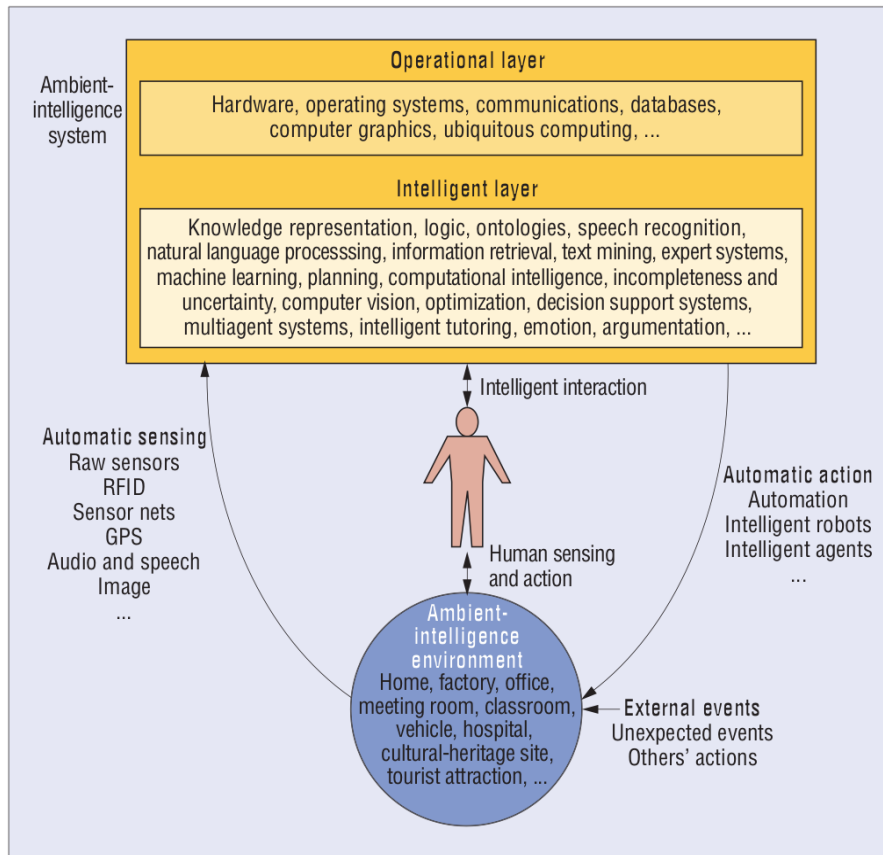 Operational layer
Ambient-
intelligence
system
Hardware, operating systems, communications, databases,
computer graphics, ubiquitous computing, ...
Intelligent layer
Knowledge representation, logic, ontologies, speech recognition,
natural language processsing, information retrieval, text mining, expert systems,
machine learning, planning, computational intelligence, incompleteness and
uncertainty, computer vision, optimization, decision support systems,
multiagent systems, intelligent tutoring, emotion, argumentation, ...
Intelligent interaction
Automatic sensing
Raw sensors
RFID
Sensor nets
GPS
Audio and speech
Image
...
Automatic action
Automation
Intelligent robots
Intelligent agents
...
Human sensing
and action
Ambient-
intelligence
environment
Home, factory, office,
meeting room, classroom,
vehicle, hospital,
cultural-heritage site,
tourist attraction, ...
External events
Unexpected events
Others' actions